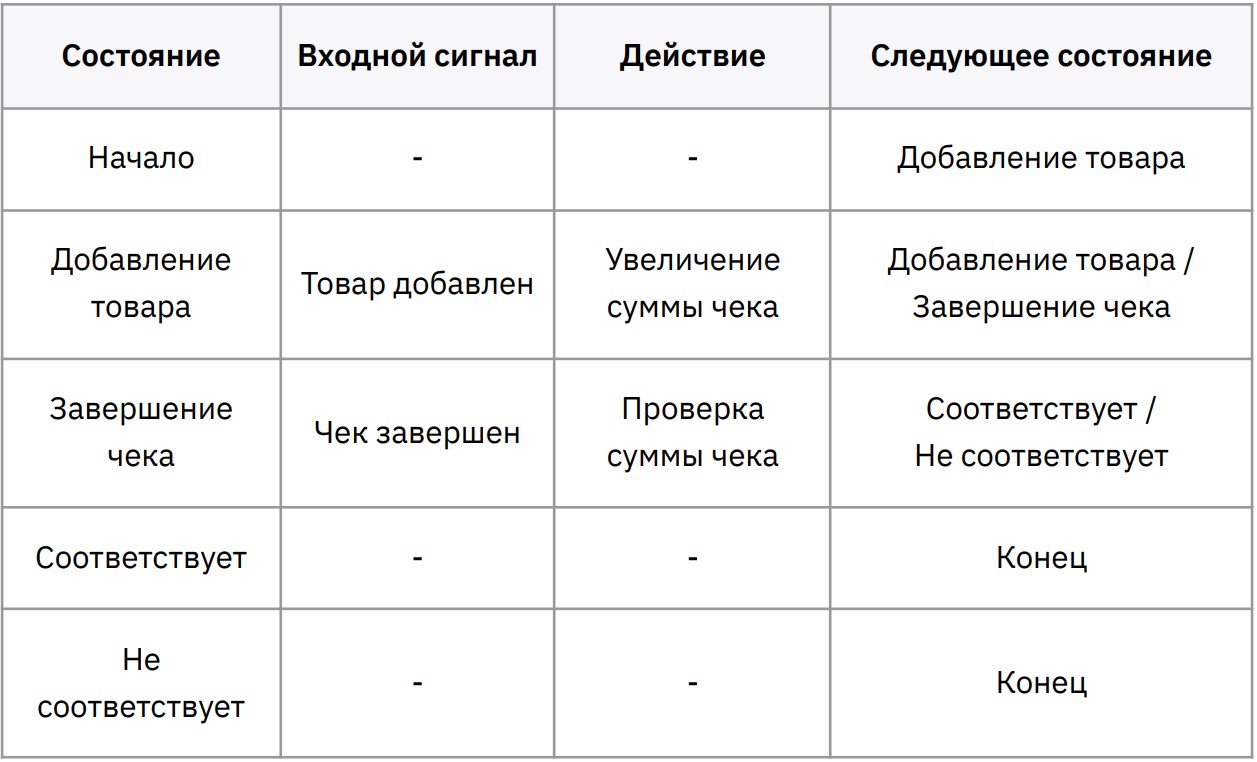 Состояние Входной сигнал Действие Следующее состояние
Начало - - Добавление товара
Добавление
товара
Товар добавлен
Увеличение
суммы чека
Добавление товара /
Завершение чека
Завершение
чека
Чек завершен
Проверка
суммы чека
Соответствует /
Не соответствует
Соответствует - - Конец
Не
соответствует
- - Конец